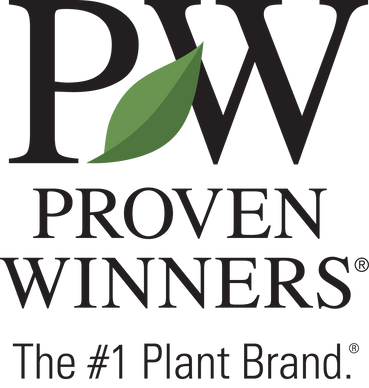 PW
PROVEN
WINNERS®
The #1 Plant Brand.®